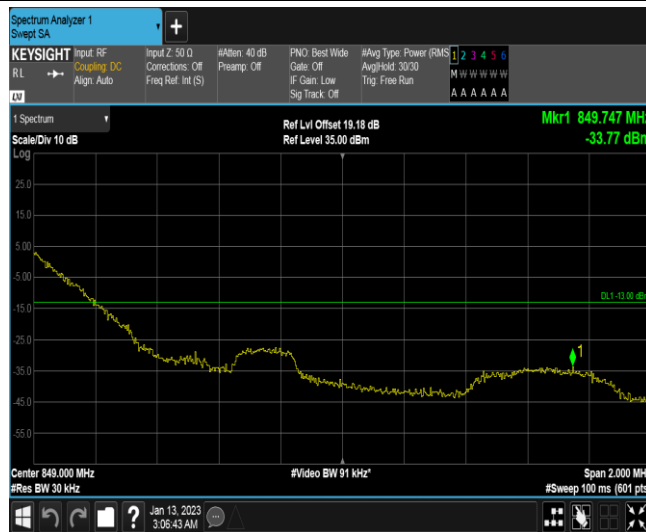 Spectrum Analyzer 1
Swept SA
KEYSIGHT
RL
LXI
Input: RF
Coupling: DC
Align: Auto
Input Z: 50 Ω
Corrections: Off
Freq Ref: Int (S)
#Atten: 40 dB
Preamp: Off
PNO: Best Wide
Gate: Off
IF Gain: Low
Sig Track: Off
#Avg Type: Power (RMS
Avg|Hold: 30/30
Trig: Free Run
1 2 3 4 5 6
M W W W W W
A A A A A A
1 Spectrum
Scale/Div 10 dB
Ref Lvl Offset 19.18 dB
Ref Level 35.00 dBm
Mkr1 849.747 MHz
-33.77 dBm
Log
25.0
15.0
5.00
-5.00
-15.0
-25.0
-35.0
-45.0
-55.0
DL1 -13.00 dBm
1
Center 849.000 MHz
#Res BW 30 kHz
#Video BW 91 kHz*
Span 2.000 MHz
#Sweep 100 ms (601 pts)
?
Jan 13, 2023
3:06:43 AM